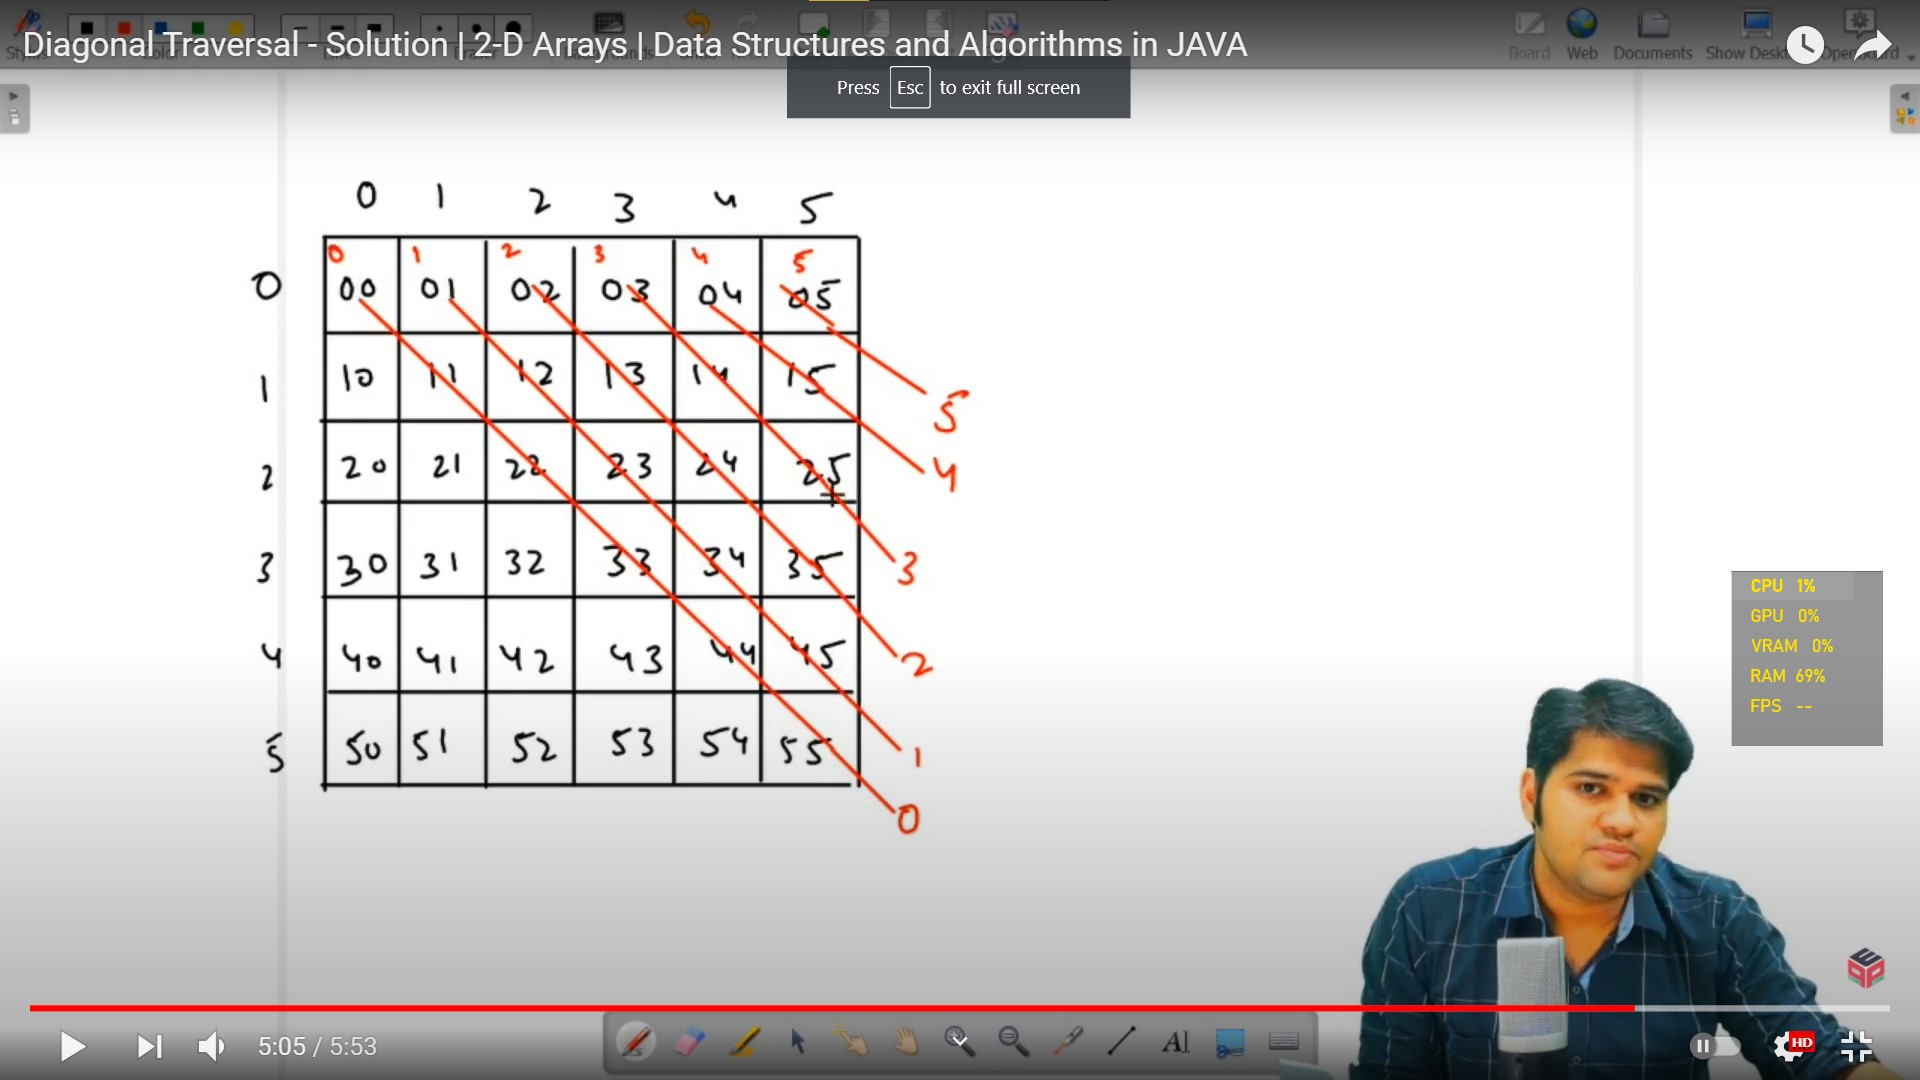 Diagonal Traversal - Solution | 2-D Arrays | Data Structures and Algorithms in JAVA
Board Web Documents Show Deskt OpenBoard
Press Esc to exit full screen
0 1 2 3 4 5
0 1 2 3 4 5
0 00 01 02 03 04 05
1 10 11 12 13 14 15
5
2 20 21 22 23 24 25
4
3 30 31 32 33 34 35
3
4 40 41 42 43 44 45
2
5 50 51 52 53 54 55
1
0
CPU 1%
GPU 0%
VRAM 0%
RAM 69%
FPS --
5:05 / 5:53
AI
HD